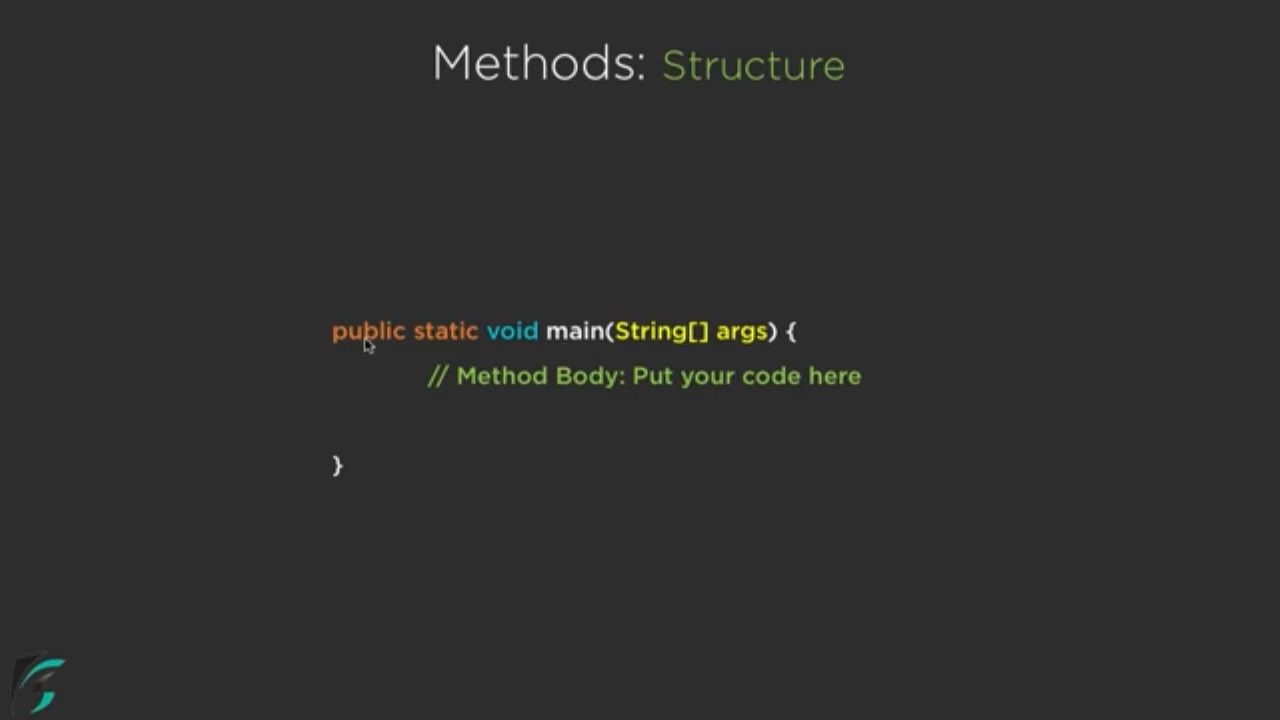 Methods: Structure
public static void main(String[] args) {
// Method Body: Put your code here
}